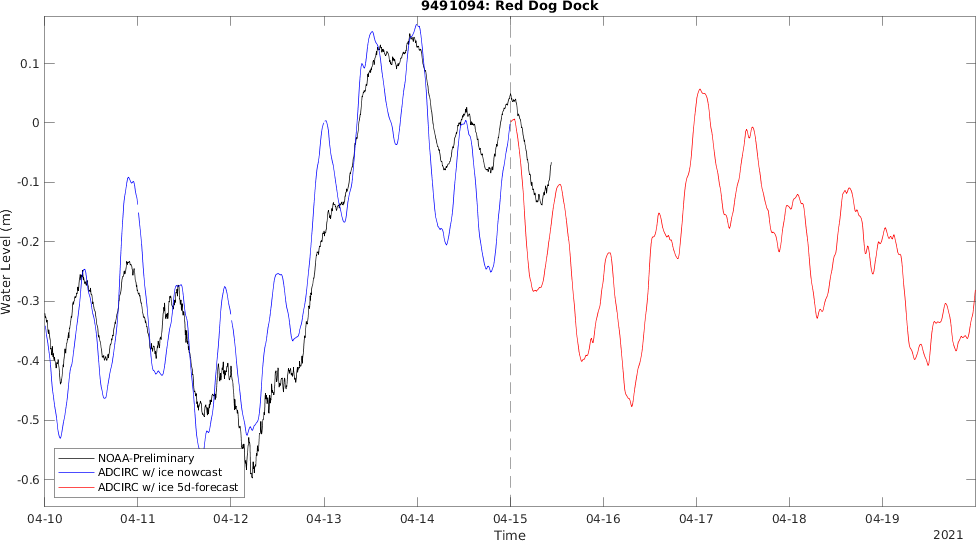 9491094: Red Dog Dock
Water Level (m)
0.1
0
-0.1
-0.2
-0.3
-0.4
-0.5
-0.6
NOAA-Preliminary
ADCIRC w/ ice nowcast
ADCIRC w/ ice 5d-forecast
04-10 04-11 04-12 04-13 04-14 04-15 04-16 04-17 04-18 04-19
Time
2021